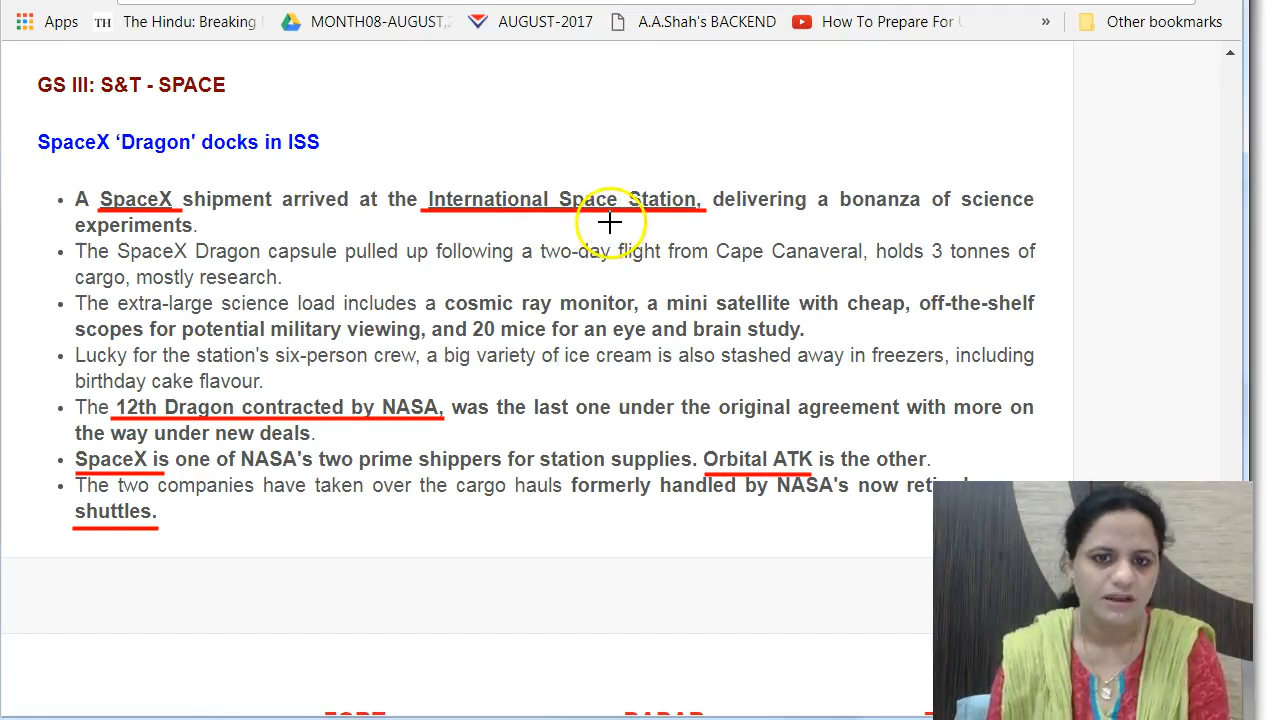 Apps TH The Hindu: Breaking MONTH08-AUGUST, AUGUST-2017 A.A.Shah's BACKEND How To Prepare For » Other bookmarks
GS III: S&T - SPACE
SpaceX ‘Dragon' docks in ISS
• A SpaceX shipment arrived at the International Space Station, delivering a bonanza of science
experiments.
• The SpaceX Dragon capsule pulled up following a two-day flight from Cape Canaveral, holds 3 tonnes of
cargo, mostly research.
• The extra-large science load includes a cosmic ray monitor, a mini satellite with cheap, off-the-shelf
scopes for potential military viewing, and 20 mice for an eye and brain study.
• Lucky for the station's six-person crew, a big variety of ice cream is also stashed away in freezers, including
birthday cake flavour.
• The 12th Dragon contracted by NASA, was the last one under the original agreement with more on
the way under new deals.
• SpaceX is one of NASA's two prime shippers for station supplies. Orbital ATK is the other.
• The two companies have taken over the cargo hauls formerly handled by NASA's now
shuttles.